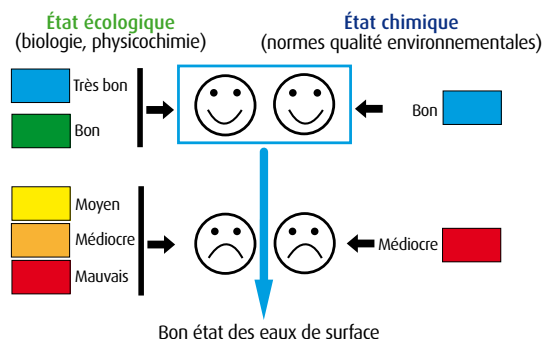 État écologique
(biologie, physicochimie)
État chimique
(normes qualité environnementales)
Très bon
Bon
Bon
Moyen
Médiocre
Mauvais
Médiocre
Bon état des eaux de surface